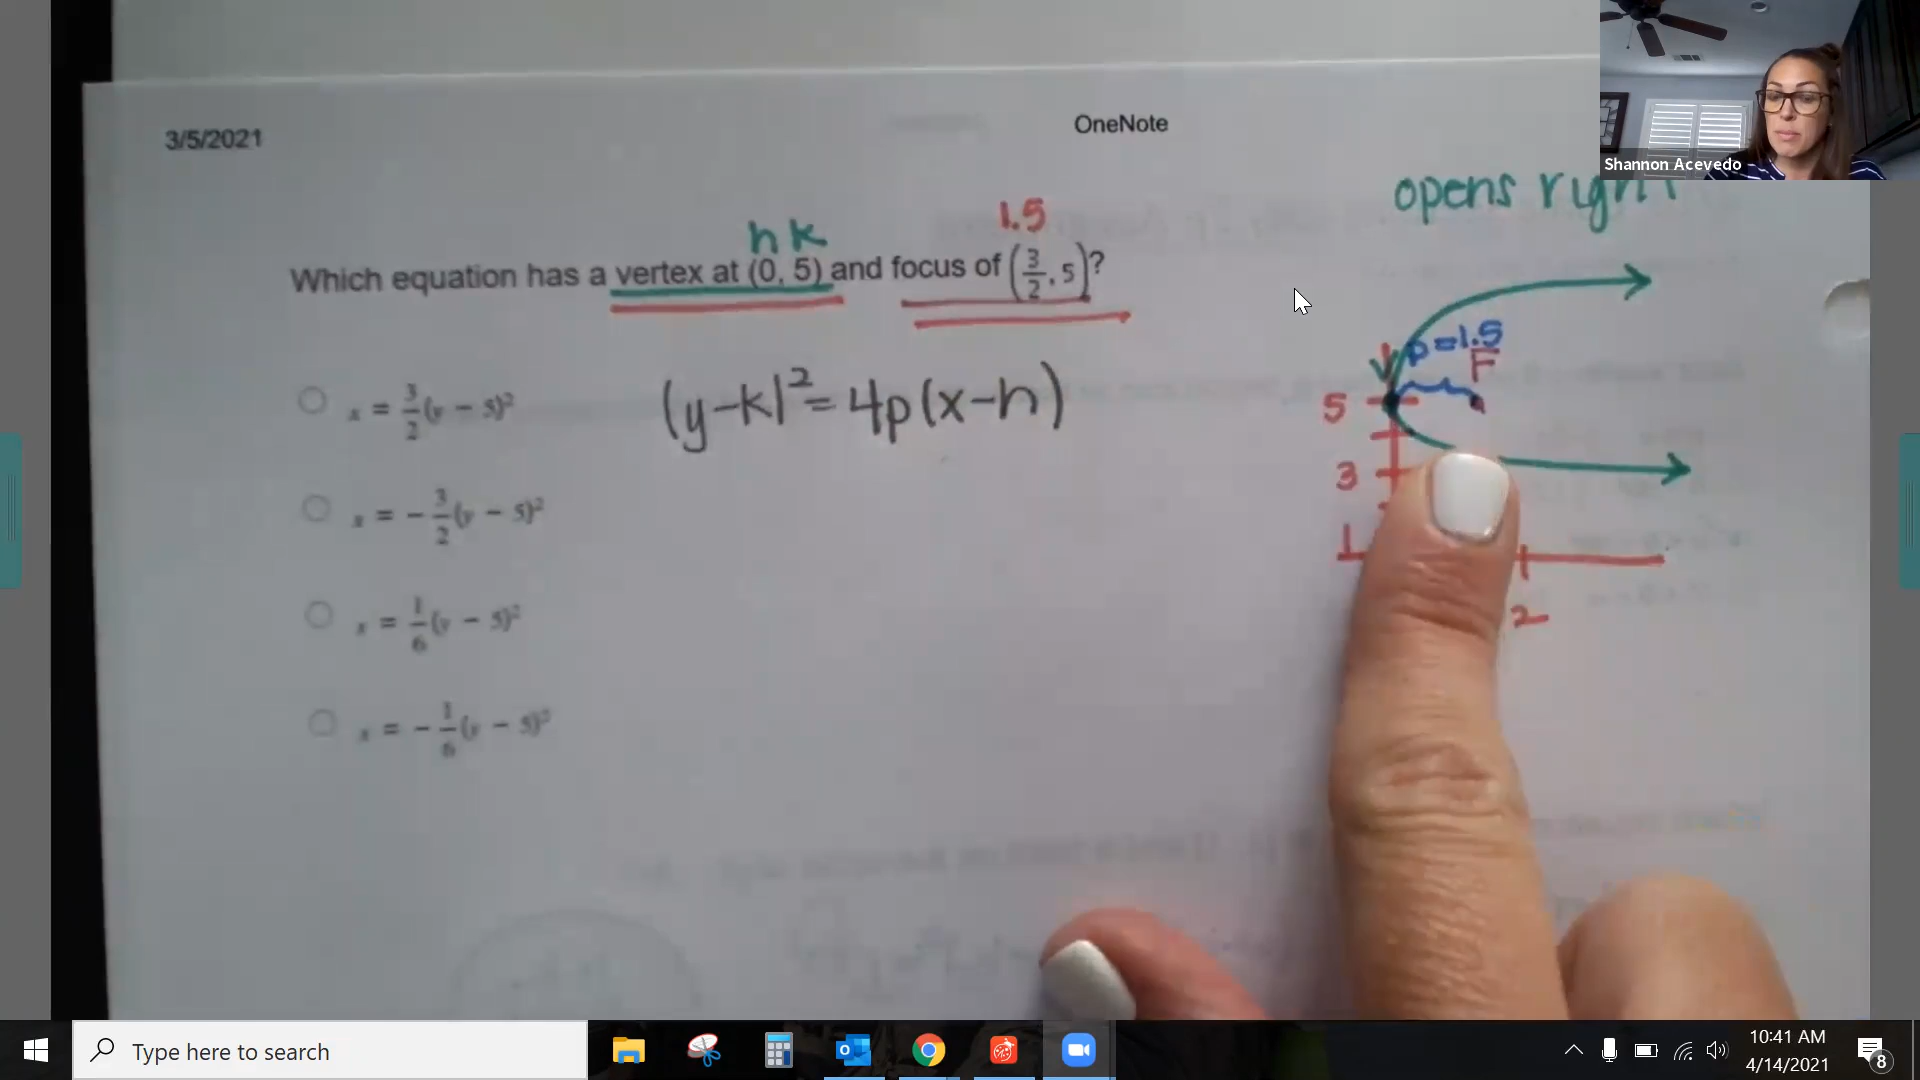 3/5/2021
OneNote
Shannon Acevedo
opens right
h k
1.5
Which equation has a vertex at (0, 5) and focus of (3/2, 5)?
x = 3/2(y − 5)²
(y-k)²=4p(x-h)
x = −3/2(y − 5)²
x = 1/6(y − 5)²
x = −1/6(y − 5)²
V
p=1.5
F
5
3
1
2
Type here to search
10:41 AM
4/14/2021
8